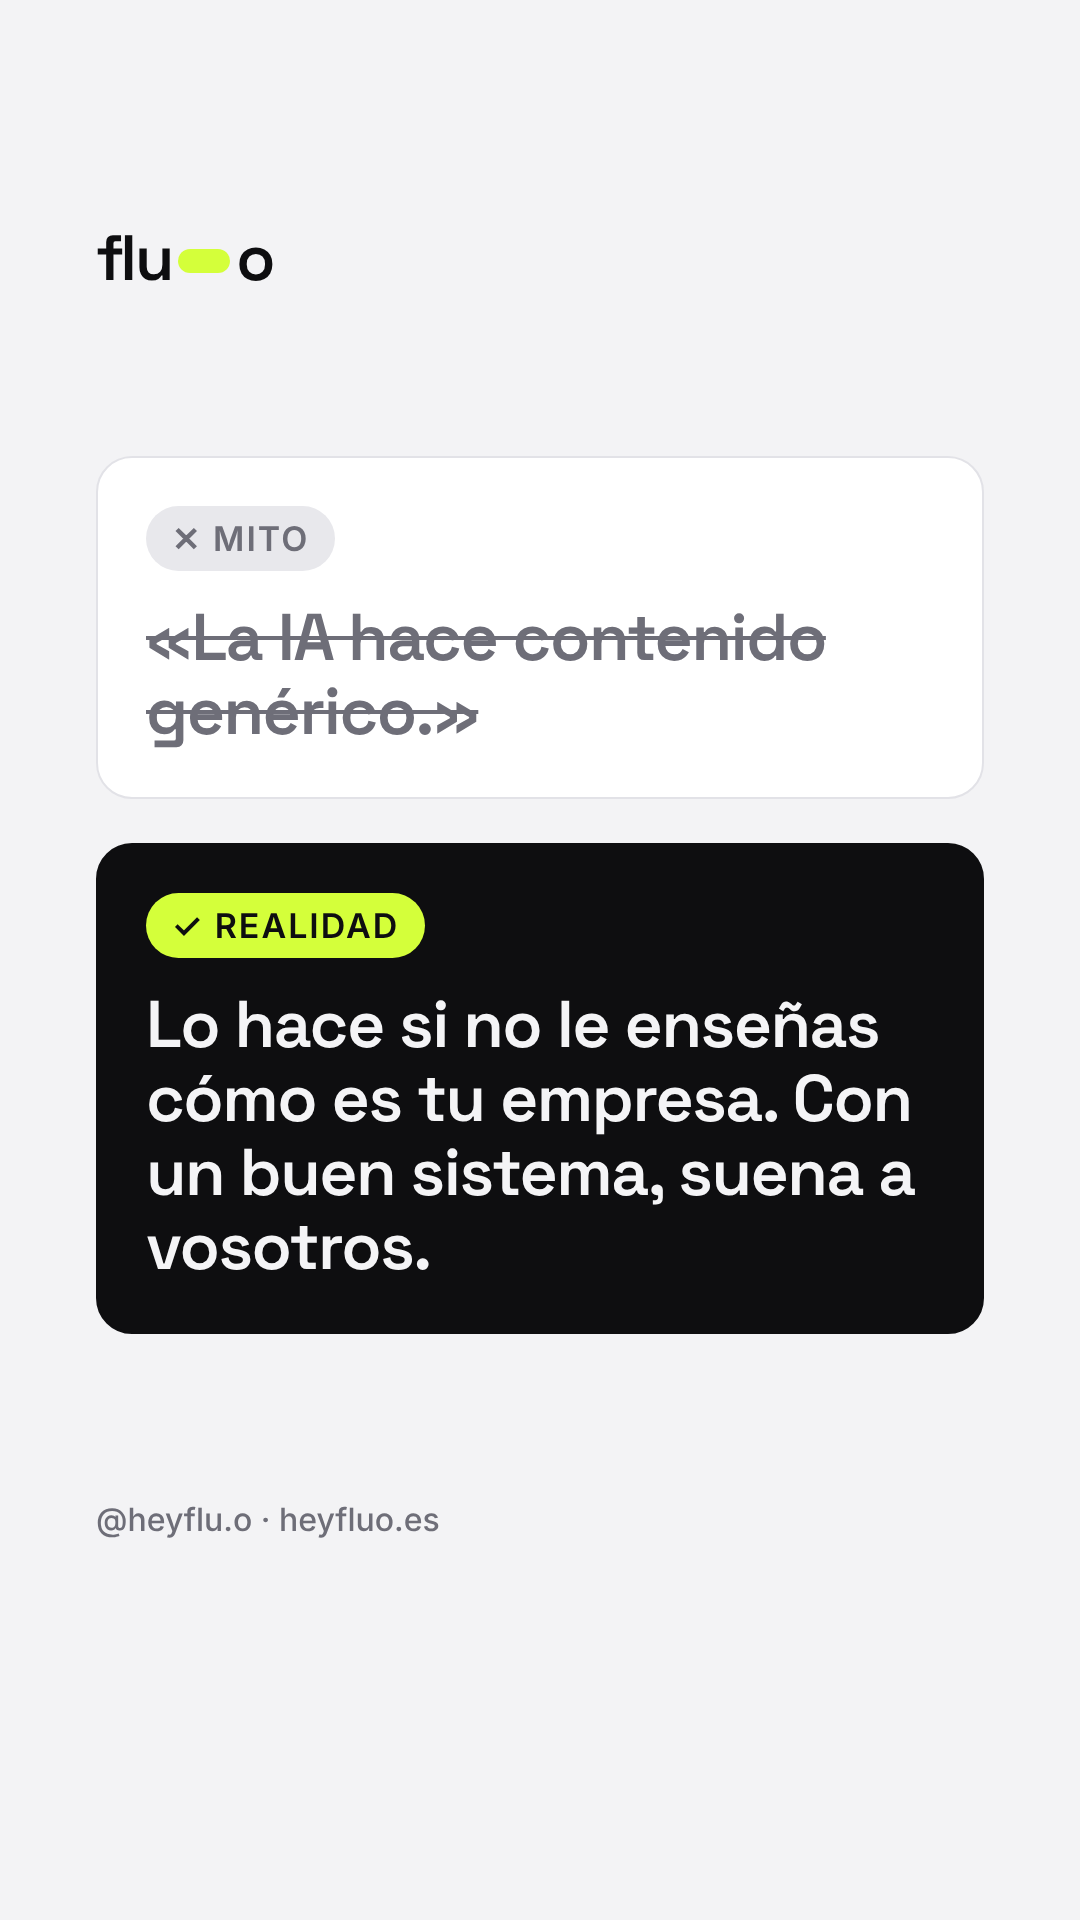 flu o
✕ MITO
«La IA hace contenido
genérico.»
✓ REALIDAD
Lo hace si no le enseñas
cómo es tu empresa. Con
un buen sistema, suena a
vosotros.
@heyflu.o · heyfluo.es